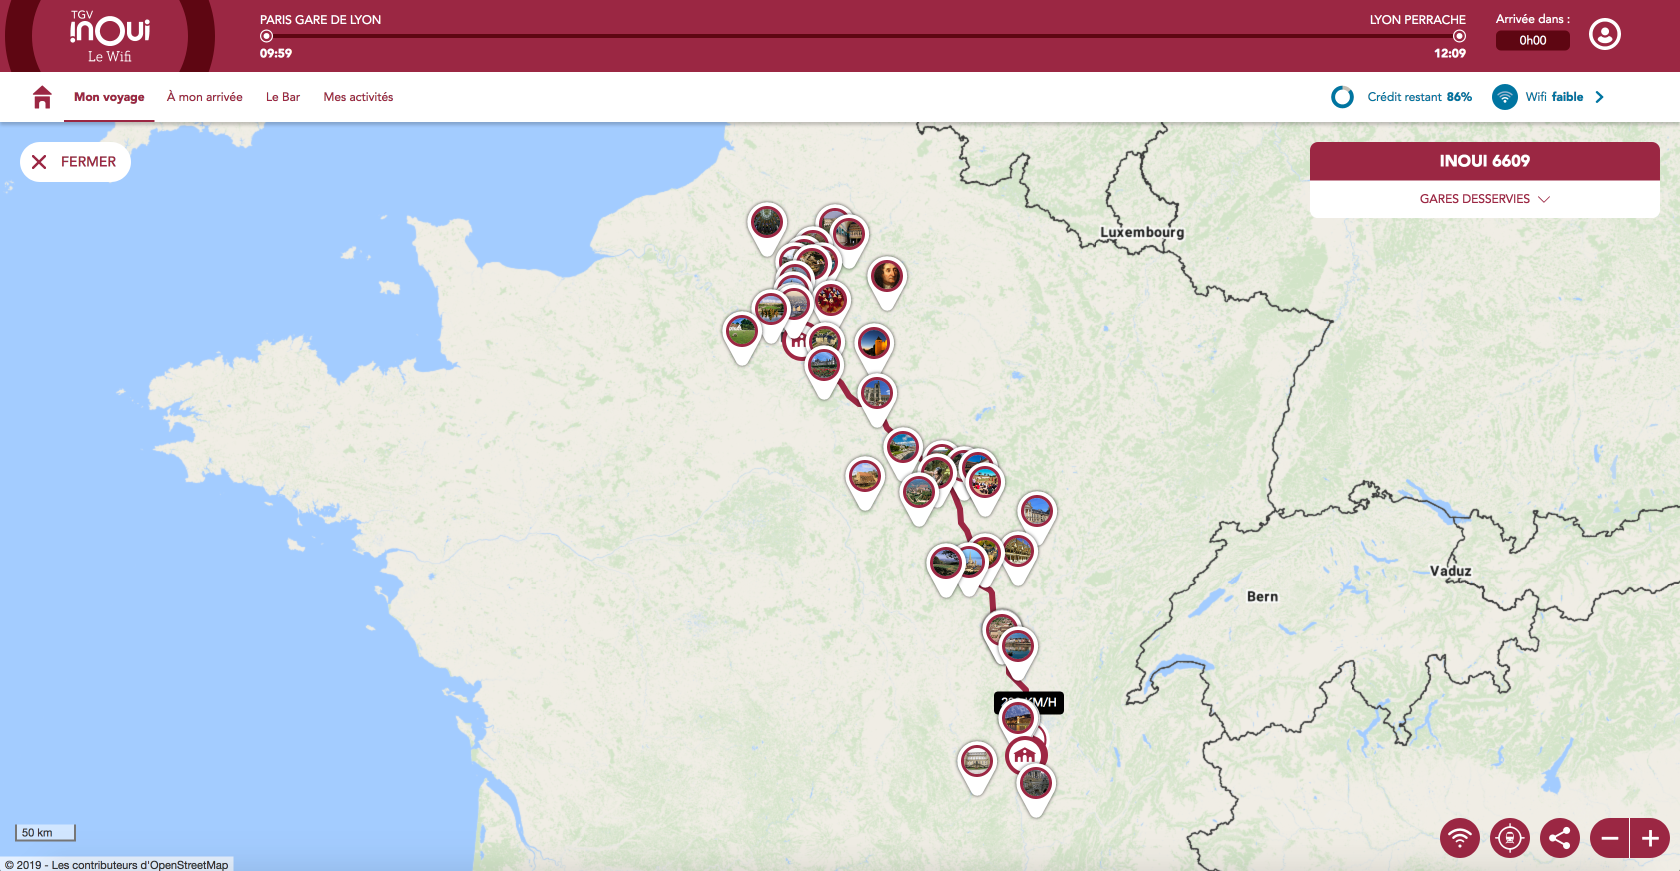 TGV
inOui
Le Wifi
PARIS GARE DE LYON
LYON PERRACHE
09:59
12:09
Arrivée dans :
0h00
Mon voyage
À mon arrivée
Le Bar
Mes activités
Crédit restant 86%
Wifi faible
FERMER
INOUI 6609
GARES DESSERVIES
Luxembourg
Vaduz
Bern
KM/H
50 km
© 2019 - Les contributeurs d'OpenStreetMap